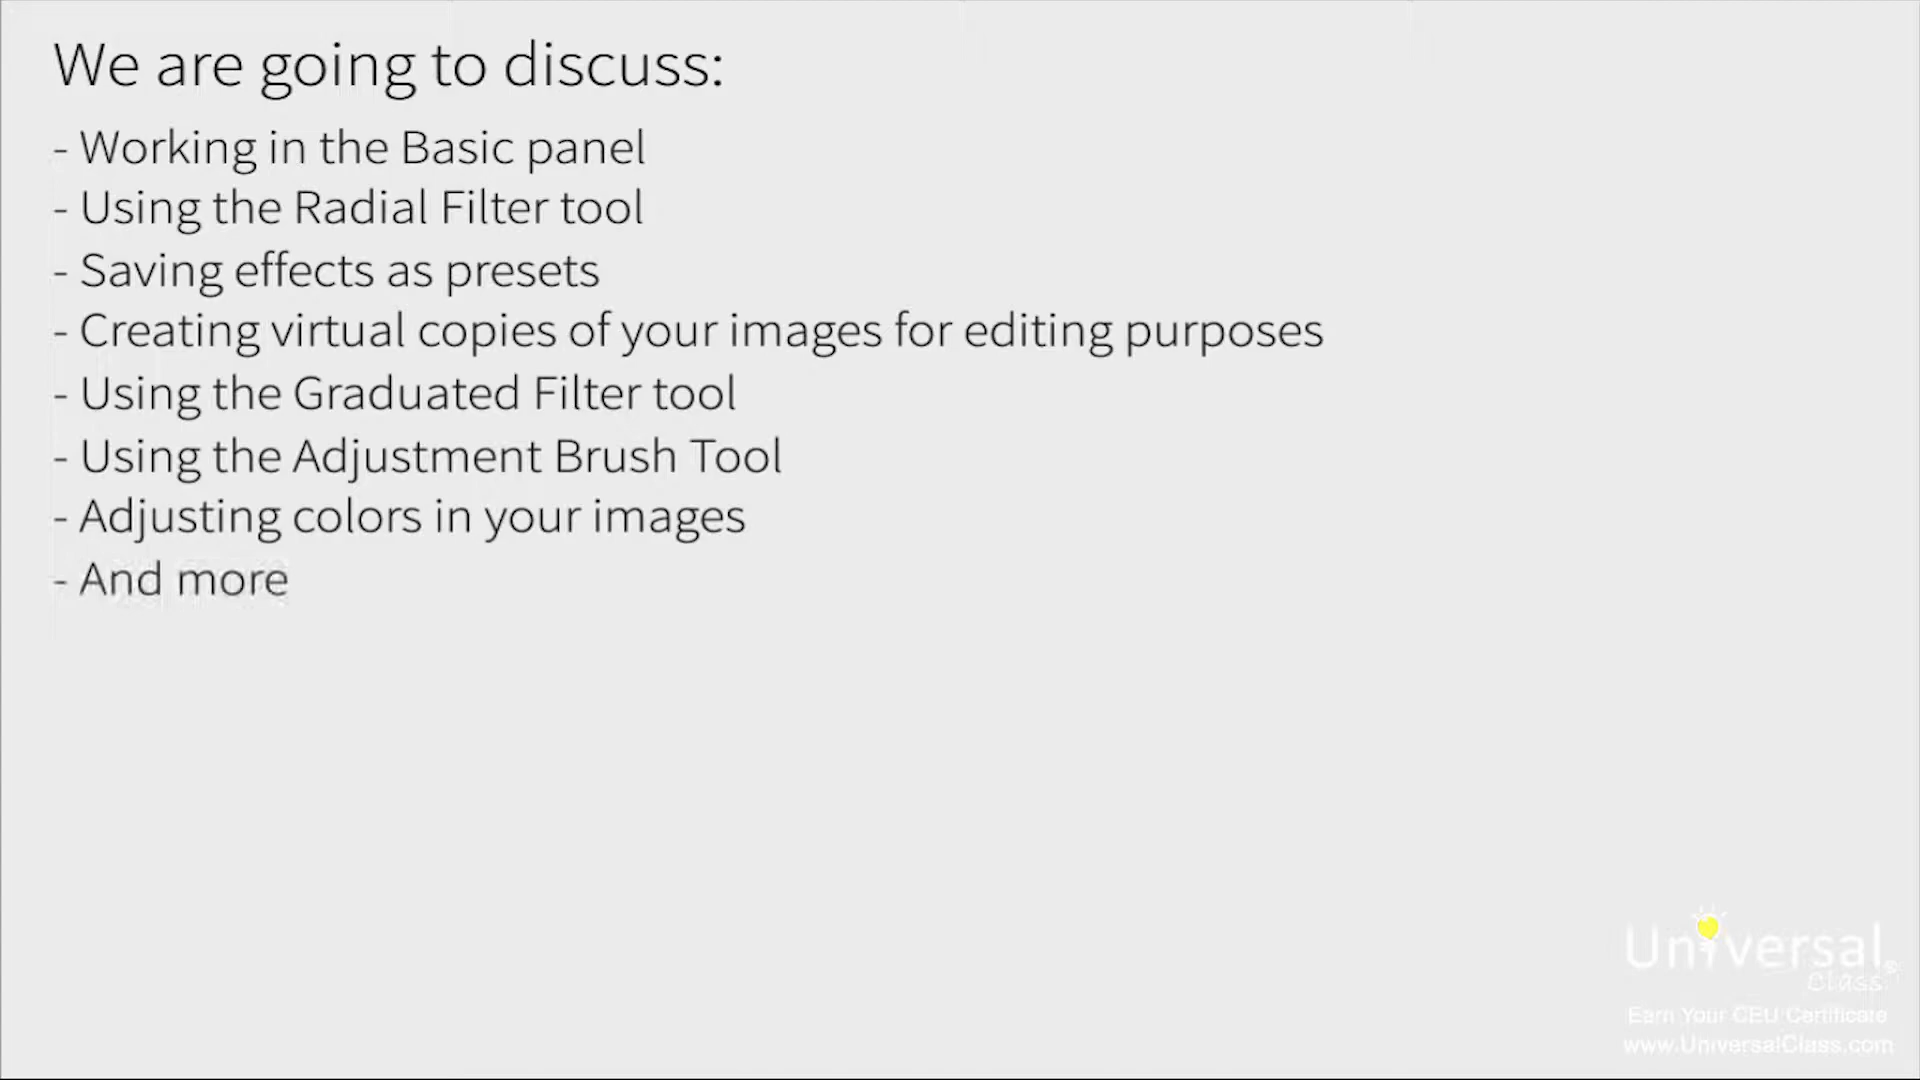 We are going to discuss:
- Working in the Basic panel
- Using the Radial Filter tool
- Saving effects as presets
- Creating virtual copies of your images for editing purposes
- Using the Graduated Filter tool
- Using the Adjustment Brush Tool
- Adjusting colors in your images
- And more
Universal
Class®
Earn Your CEU Certificate
www.UniversalClass.com